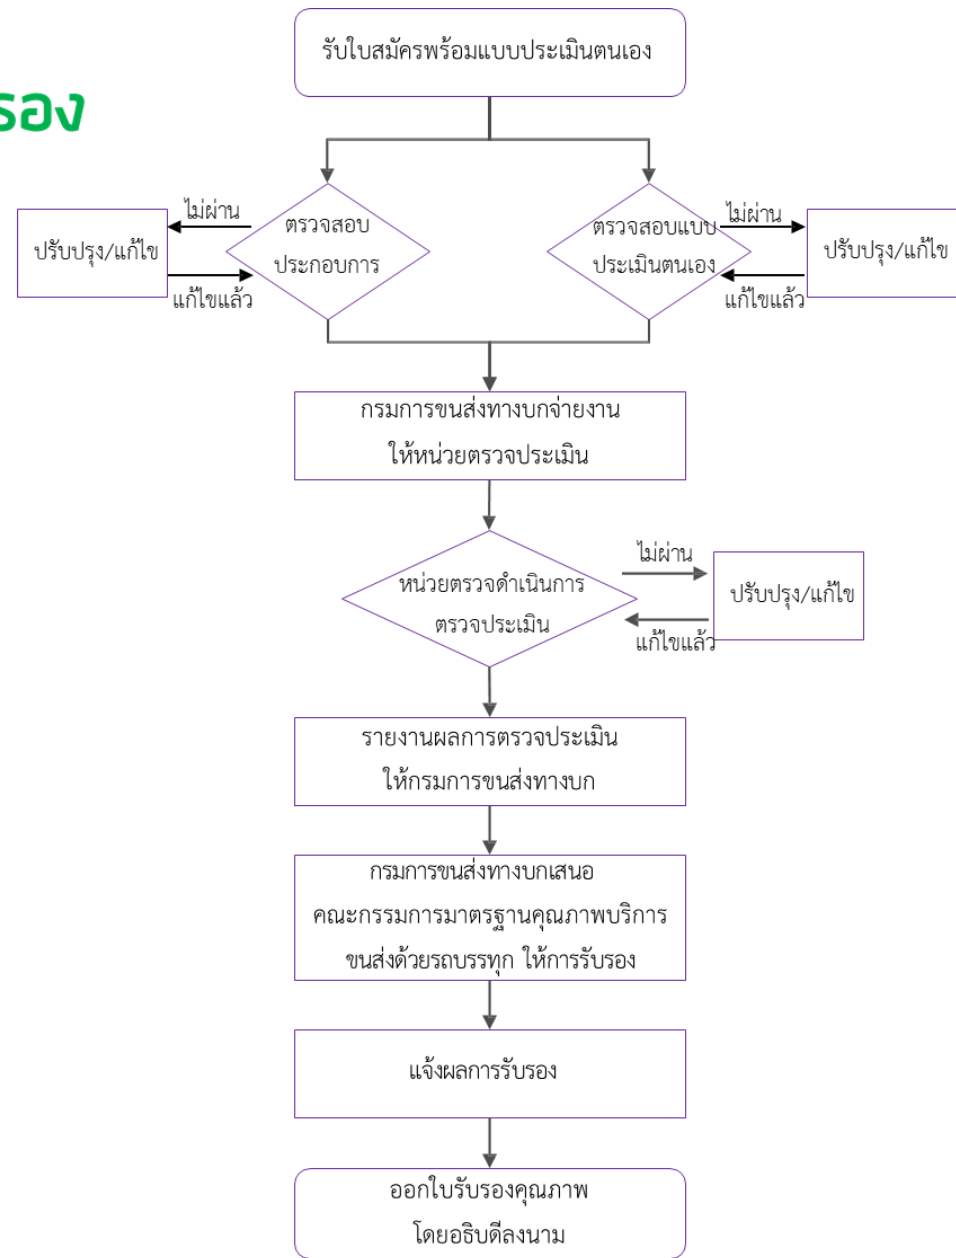 รับใบสมัครพร้อมแบบประเมินตนเอง
รอง
ไม่ผ่าน
ปรับปรุง/แก้ไข
แก้ไขแล้ว
ตรวจสอบ
ประกอบการ
ตรวจสอบแบบ
ประเมินตนเอง
ไม่ผ่าน
ปรับปรุง/แก้ไข
แก้ไขแล้ว
กรมการขนส่งทางบกจ่ายงาน
ให้หน่วยตรวจประเมิน
หน่วยตรวจดำเนินการ
ตรวจประเมิน
ไม่ผ่าน
ปรับปรุง/แก้ไข
แก้ไขแล้ว
รายงานผลการตรวจประเมิน
ให้กรมการขนส่งทางบก
กรมการขนส่งทางบกเสนอ
คณะกรรมการมาตรฐานคุณภาพบริการ
ขนส่งด้วยรถบรรทุก ให้การรับรอง
แจ้งผลการรับรอง
ออกใบรับรองคุณภาพ
โดยอธิบดีลงนาม